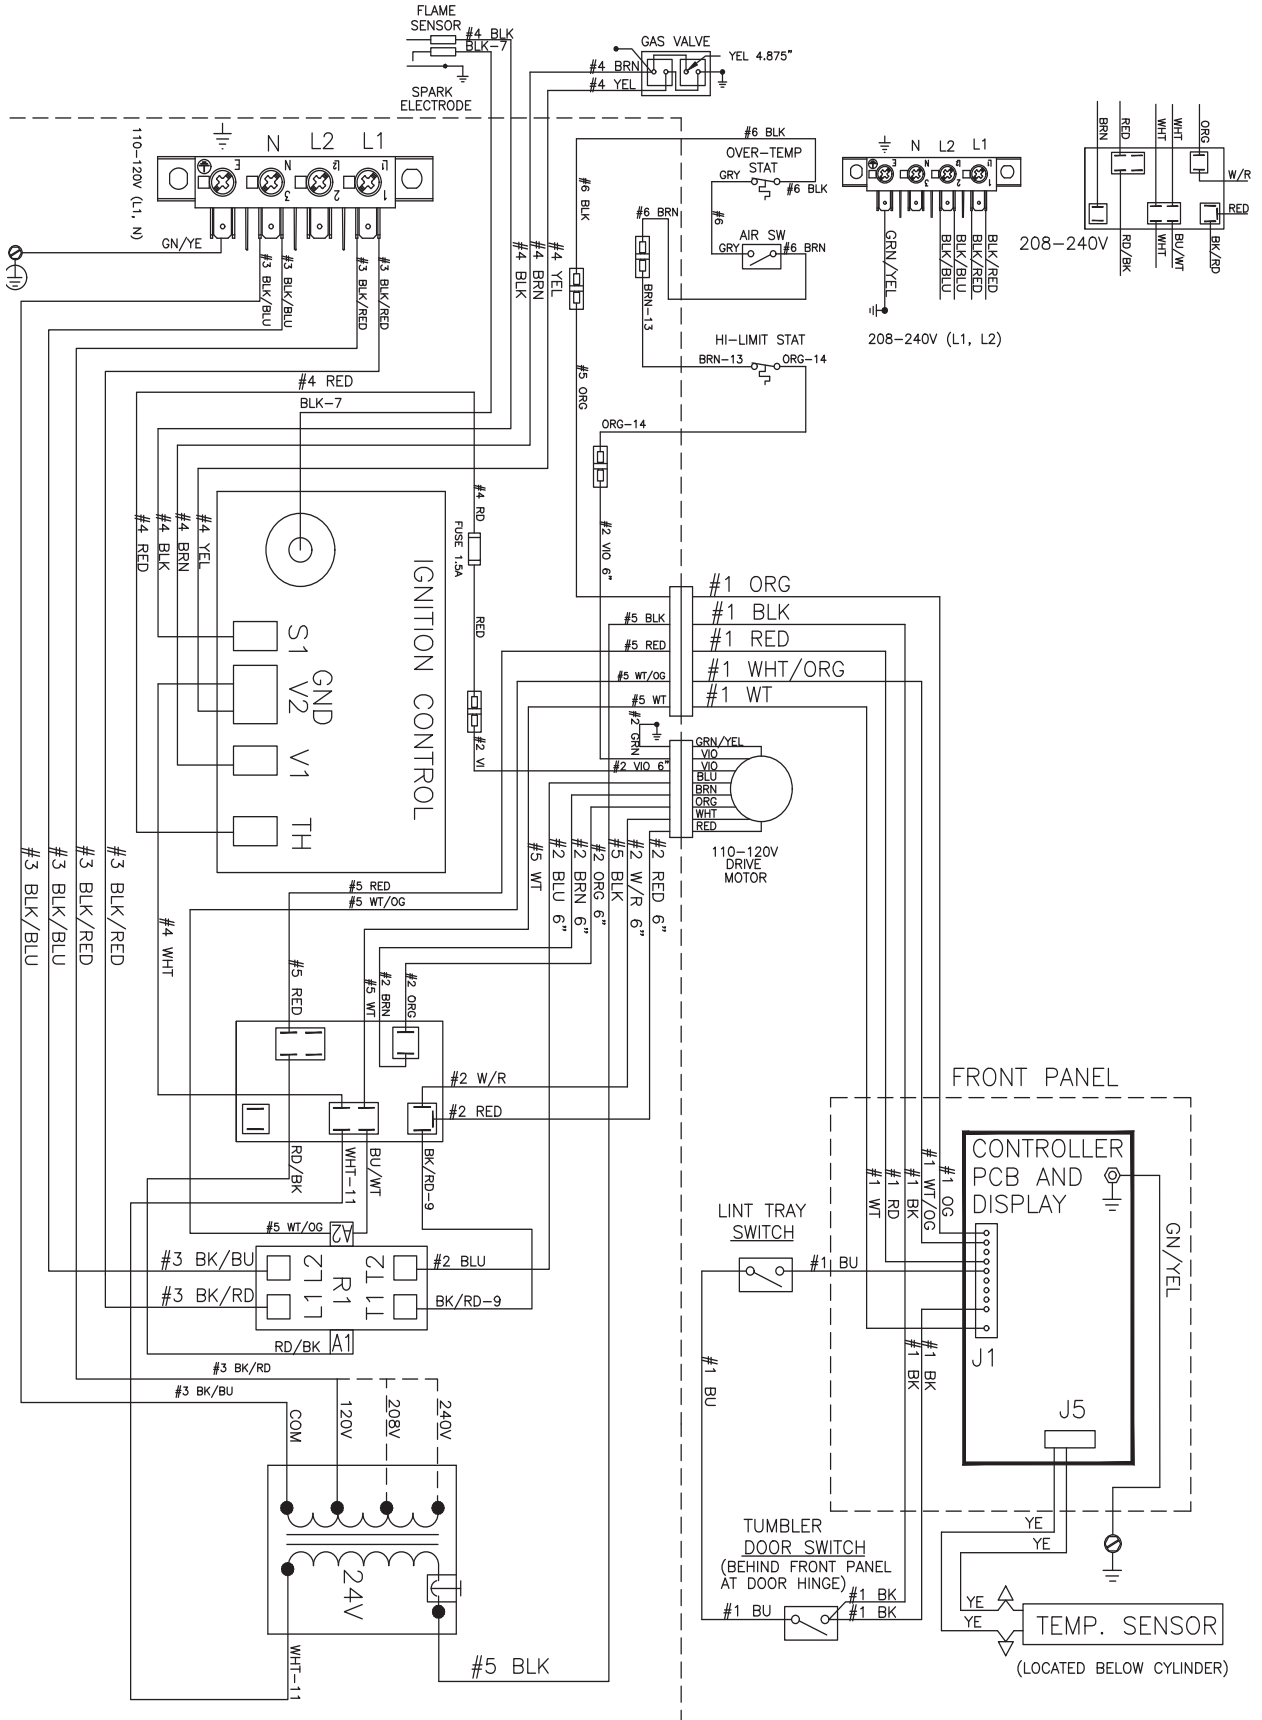 FLAME
SENSOR
#4 BLK
BLK-7
SPARK
ELECTRODE
GAS VALVE
YEL 4.875"
#4 BRN
#4 YEL
110-120V (L1, N)
N L2 L1
E N L2 L1
3 2 1
GN/YE
#3 BLK/BLU
#3 BLK/BLU
#3 BLK/RED
#3 BLK/RED
#4 BLK
#4 BRN
#4 YEL
#6 BLK
#6 BLK
OVER-TEMP
STAT
GRY
#6 BLK
#6
#6 BRN
AIR SW
GRY
#6 BRN
BRN-13
HI-LIMIT STAT
BRN-13
ORG-14
#5 ORG
ORG-14
N L2 L1
E N L2 L1
3 2 1
GRN/YEL
BLK/BLU
BLK/BLU
BLK/RED
BLK/RED
208-240V (L1, L2)
BRN
RED
WHT
WHT
ORG
W/R
RED
208-240V
RD/BK
WHT
BU/WT
BK/RD
#4 RED
BLK-7
#4 RD
FUSE 1.5A
RED
#2 VI
#2 VIO 6"
#4 RED
#4 BLK
#4 BRN
#4 YEL
IGNITION CONTROL
S1
GND
V2
V1
TH
#1 ORG
#5 BLK
#1 BLK
#5 RED
#1 RED
#5 WT/OG
#1 WHT/ORG
#5 WT
#1 WT
#2 GRN
GRN/YEL
VIO
#2 VIO 6"
VIO
BLU
BRN
ORG
WHT
RED
110-120V
DRIVE
MOTOR
#3 BLK/BLU
#3 BLK/BLU
#3 BLK/RED
#3 BLK/RED
#4 WHT
#5 RED
#5 WT/OG
#5 WT
#2 BLU 6"
#2 BRN 6"
#2 ORG 6"
#5 BLK
#2 W/R 6"
#2 RED 6"
#5 RED
#5 WT
#2 BRN
#2 ORG
#2 W/R
#2 RED
RD/BK
WHT-11
BU/WT
BK/RD-9
#5 WT/OG
A2
#3 BK/BU
L2
T2
#2 BLU
R1
#3 BK/RD
L1
T1
BK/RD-9
RD/BK
A1
#3 BK/RD
#3 BK/BU
COM
120V
208V
240V
24V
WHT-11
#5 BLK
FRONT PANEL
CONTROLLER
PCB AND
DISPLAY
#1 WT
#1 RD
#1 BK
#1 WT/OG
#1 OG
GN/YEL
LINT TRAY
SWITCH
#1 BU
#1 BU
J1
#1 BK
#1 BK
J5
YE
YE
TUMBLER
DOOR SWITCH
(BEHIND FRONT PANEL
AT DOOR HINGE)
#1 BK
#1 BU
#1 BK
YE
YE
TEMP. SENSOR
(LOCATED BELOW CYLINDER)